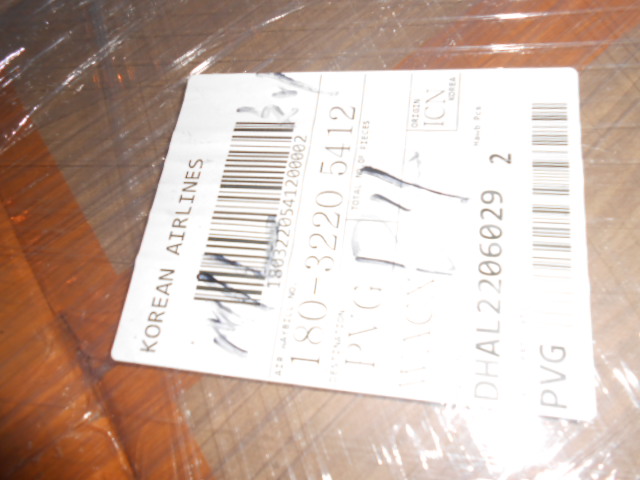 KOREAN AIRLINES
1803220541200002
AIR WAYBILL NO.
180-3220 5412
DESTINATION
PVG
TOTAL NO OF PIECES
ORIGIN
ICN
KOREA
DHAL2206029 2
PVG